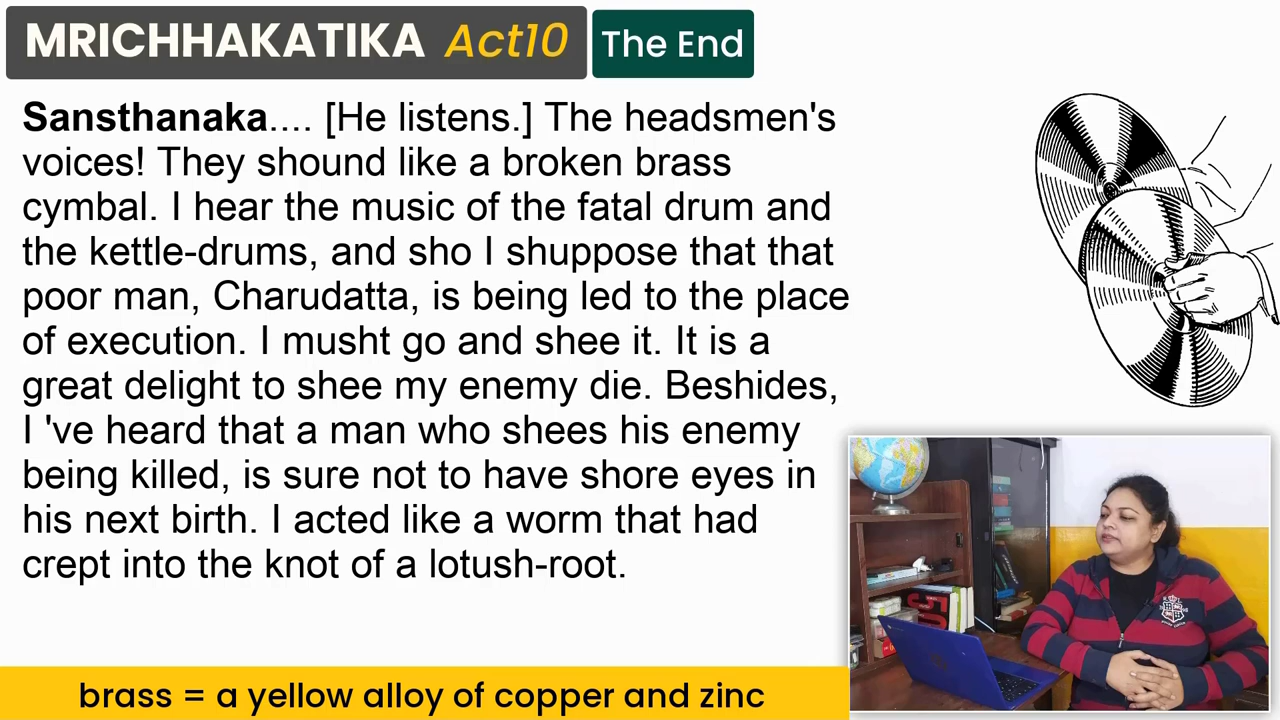 MRICHHAKATIKA Act10 The End
Sansthanaka.... [He listens.] The headsmen's
voices! They shound like a broken brass
cymbal. I hear the music of the fatal drum and
the kettle-drums, and sho I shuppose that that
poor man, Charudatta, is being led to the place
of execution. I musht go and shee it. It is a
great delight to shee my enemy die. Beshides,
I 've heard that a man who shees his enemy
being killed, is sure not to have shore eyes in
his next birth. I acted like a worm that had
crept into the knot of a lotush-root.
brass = a yellow alloy of copper and zinc